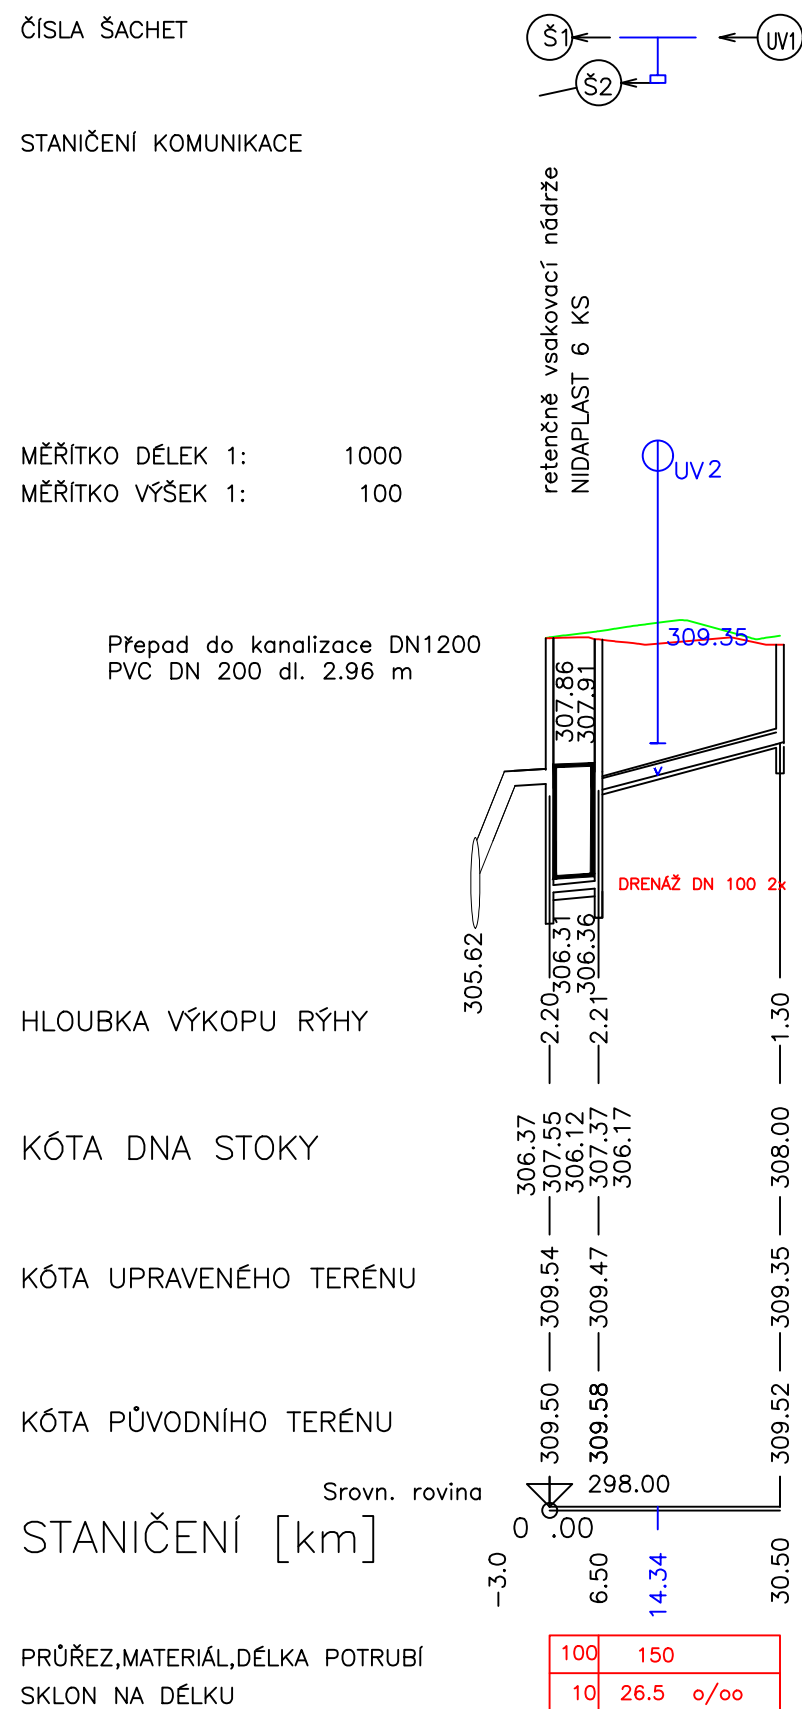 ČÍSLA ŠACHET
Š1
UV1
Š2
STANIČENÍ KOMUNIKACE
retenčně vsakovací nádrže
NIDAPLAST 6 KS
MĚŘÍTKO DÉLEK 1: 1000
MĚŘÍTKO VÝŠEK 1: 100
UV2
309.35
Přepad do kanalizace DN1200
PVC DN 200 dl. 2.96 m
307.86
307.91
DRENÁŽ DN 100 2x
305.62
306.31
306.36
HLOUBKA VÝKOPU RÝHY
2.20
2.21
1.30
KÓTA DNA STOKY
306.37
307.55
306.12
307.37
306.17
308.00
KÓTA UPRAVENÉHO TERÉNU
309.54
309.47
309.35
KÓTA PŮVODNÍHO TERÉNU
309.50
309.58
309.52
Srovn. rovina 298.00
STANIČENÍ [km]
0 .00
-3.0
6.50
14.34
30.50
PRŮŘEZ,MATERIÁL,DÉLKA POTRUBÍ
100 150
SKLON NA DÉLKU
10 26.5 o/oo